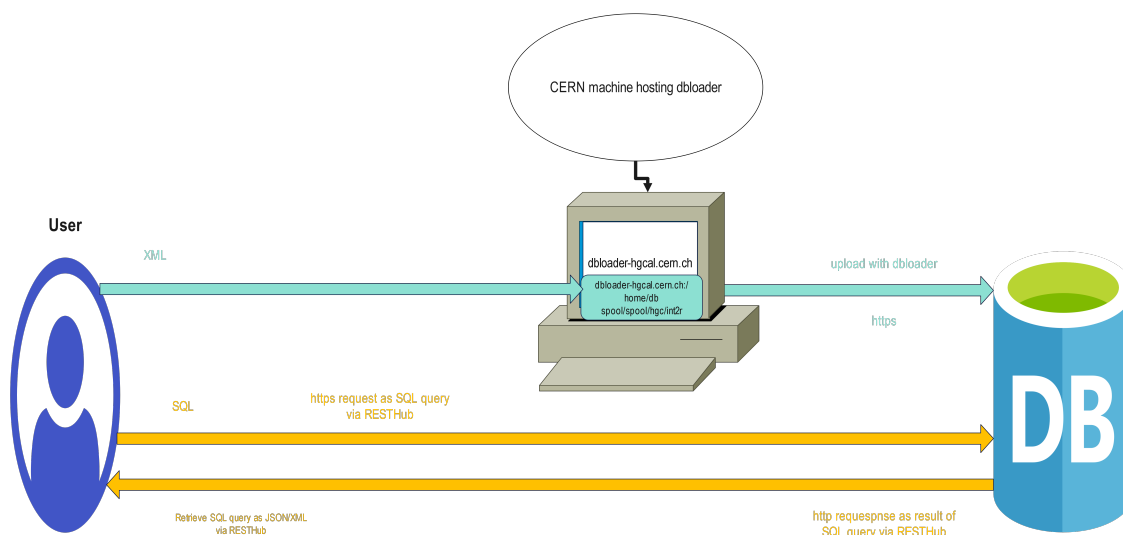 CERN machine hosting dbloader
User
XML
dbloader-hgcal.cern.ch
upload with dbloader
dbloader-hgcal.cern.ch:/
home/db
spool/spool/hgc/int2r
https
SQL
https request as SQL query
via RESTHub
DB
Retrieve SQL query as JSON/XML
via RESTHub
http requespnse as result of
SQL query via RESTHub